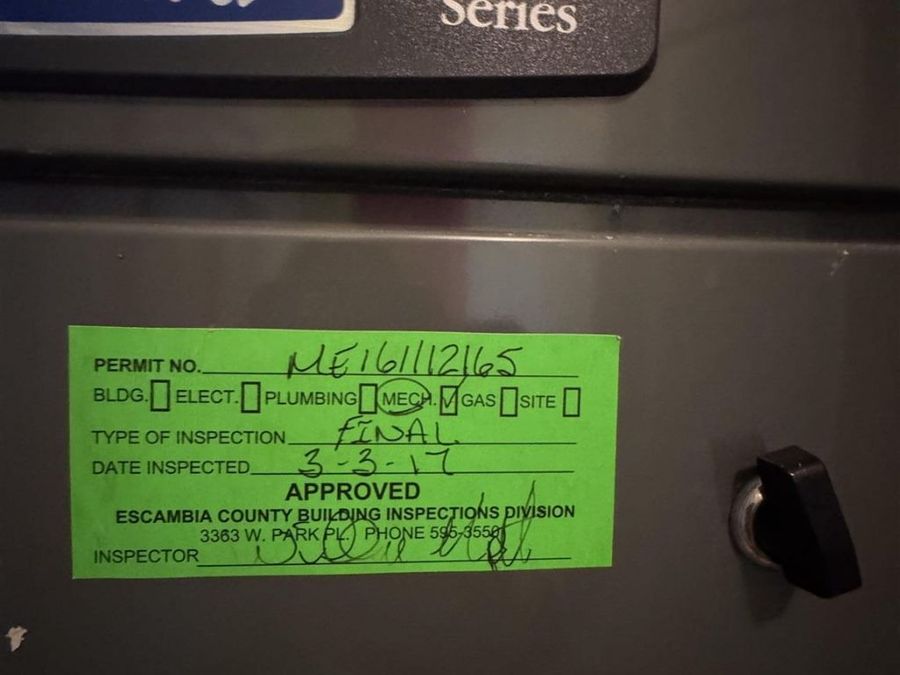 Series
PERMIT NO. ME161112165
BLDG. ELECT. PLUMBING MECH. ✓ GAS SITE
TYPE OF INSPECTION FINAL
DATE INSPECTED 3-3-17
APPROVED
ESCAMBIA COUNTY BUILDING INSPECTIONS DIVISION
3363 W. PARK PL. PHONE 595-3550
INSPECTOR